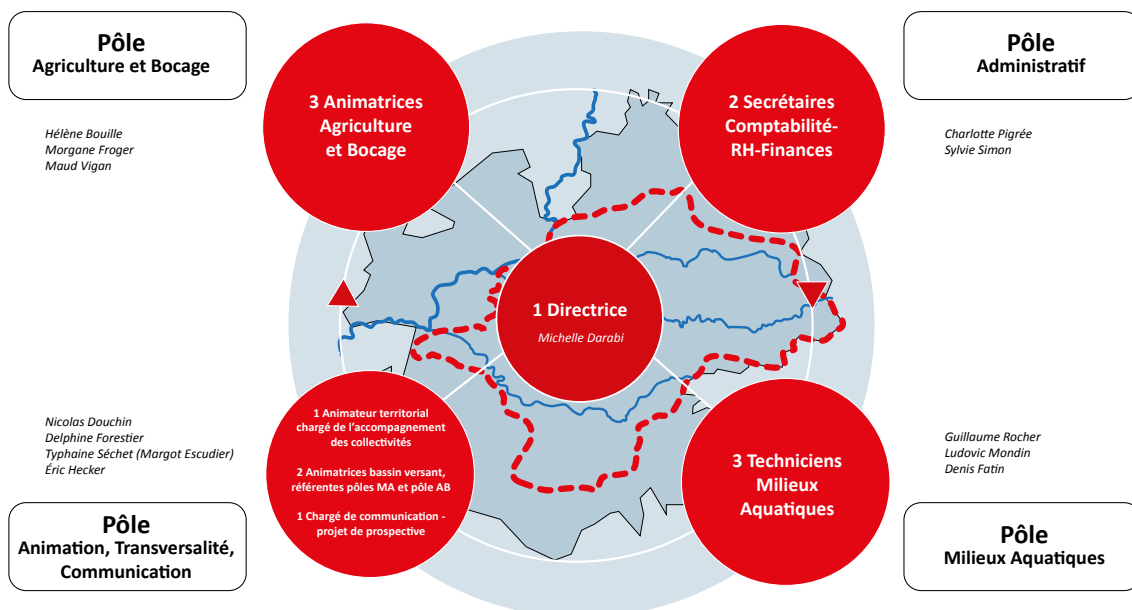 Pôle
Agriculture et Bocage
Hélène Bouille
Morgane Froger
Maud Vigan
3 Animatrices
Agriculture
et Bocage
2 Secrétaires
Comptabilité-
RH-Finances
Pôle
Administratif
Charlotte Pigrée
Sylvie Simon
1 Directrice
Michelle Darabi
Nicolas Douchin
Delphine Forestier
Typhaine Séchet (Margot Escudier)
Éric Hecker
Pôle
Animation, Transversalité,
Communication
1 Animateur territorial
chargé de l’accompagnement
des collectivités
2 Animatrices bassin versant,
référentes pôles MA et pôle AB
1 Chargé de communication -
projet de prospective
3 Techniciens
Milieux
Aquatiques
Guillaume Rocher
Ludovic Mondin
Denis Fatin
Pôle
Milieux Aquatiques